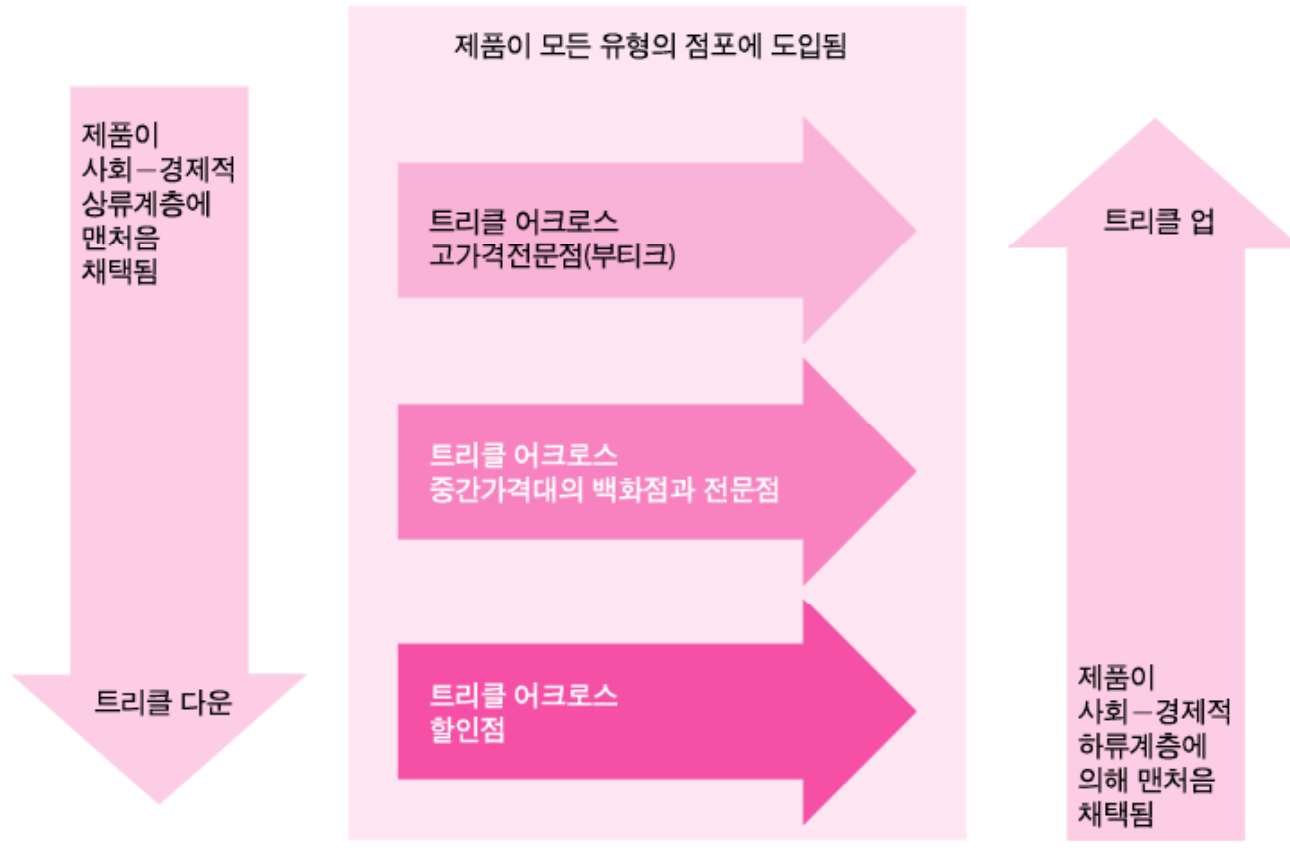 제품이 모든 유형의 점포에 도입됨
제품이
사회－경제적
상류계층에
맨처음
채택됨
트리클 다운
트리클 어크로스
고가격전문점(부티크)
트리클 어크로스
중간가격대의 백화점과 전문점
트리클 어크로스
할인점
트리클 업
제품이
사회－경제적
하류계층에
의해 맨처음
채택됨